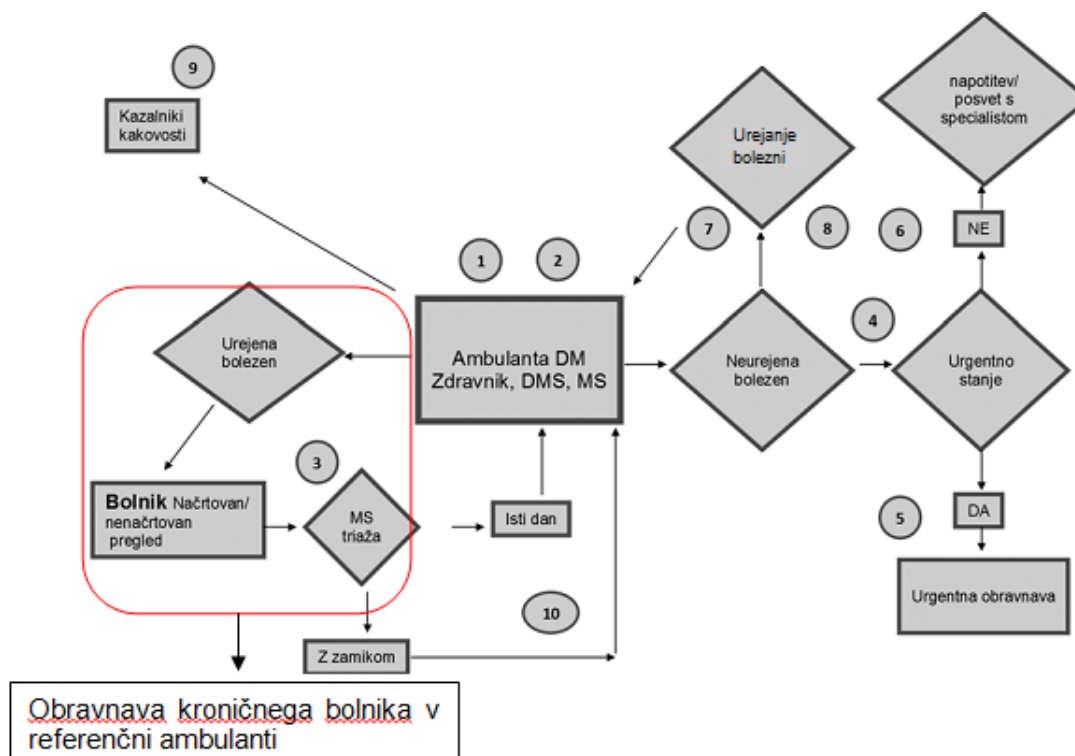 9
Kazalniki
kakovosti
napotitev/
posvet s
specialistom
Urejanje
bolezni
7
8
6
NE
1
2
4
Urejena
bolezen
Ambulanta DM
Zdravnik, DMS, MS
Neurejena
bolezen
Urgentno
stanje
3
Bolnik Načrtovan/
nenačrtovan
pregled
MS
triaža
Isti dan
5
DA
10
Urgentna obravnava
Z zamikom
Obravnava kroničnega bolnika v
referenčni ambulanti